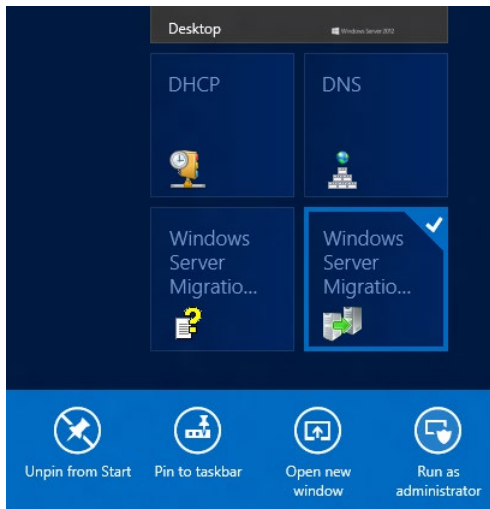 Desktop
Windows Server 2012
DHCP
DNS
Windows
Server
Migratio...
Windows
Server
Migratio...
Unpin from Start
Pin to taskbar
Open new
window
Run as
administrator